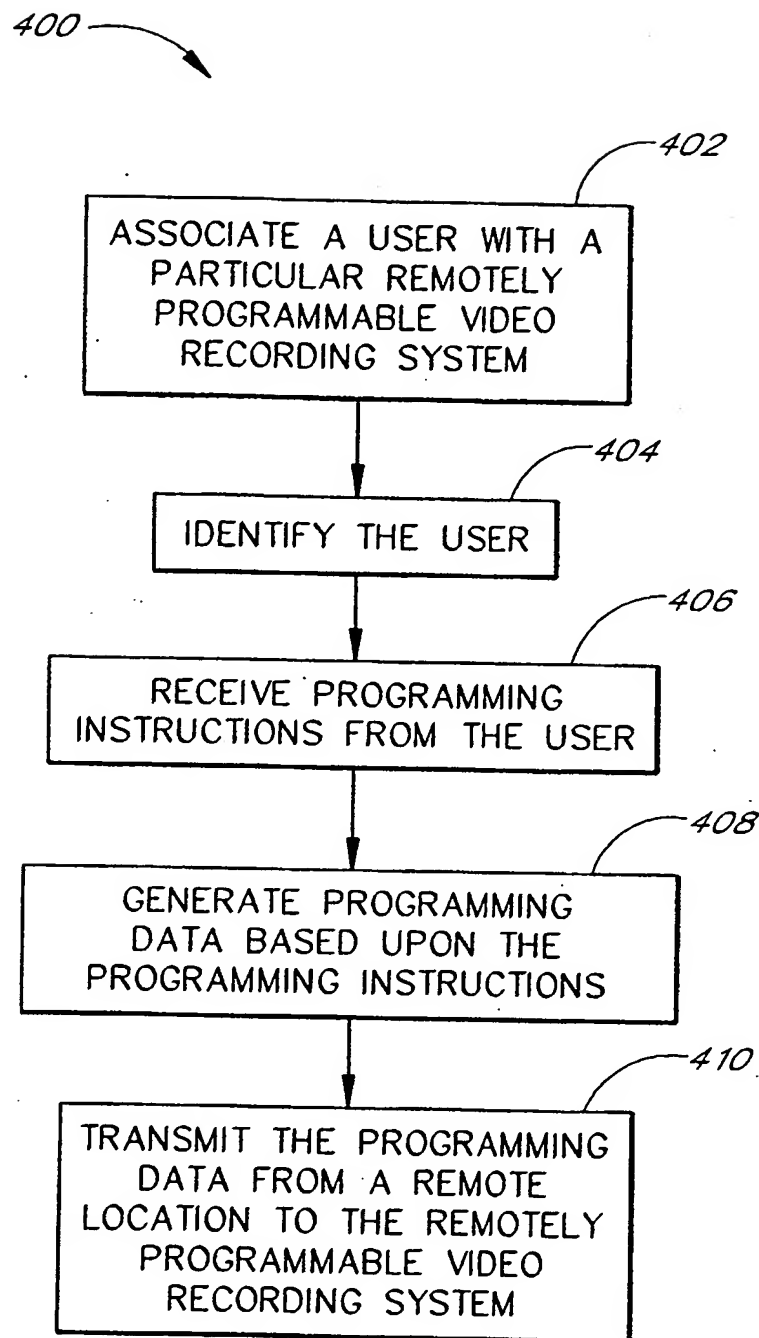 400
402
ASSOCIATE A USER WITH A
PARTICULAR REMOTELY
PROGRAMMABLE VIDEO
RECORDING SYSTEM
404
IDENTIFY THE USER
406
RECEIVE PROGRAMMING
INSTRUCTIONS FROM THE USER
408
GENERATE PROGRAMMING
DATA BASED UPON THE
PROGRAMMING INSTRUCTIONS
410
TRANSMIT THE PROGRAMMING
DATA FROM A REMOTE
LOCATION TO THE REMOTELY
PROGRAMMABLE VIDEO
RECORDING SYSTEM